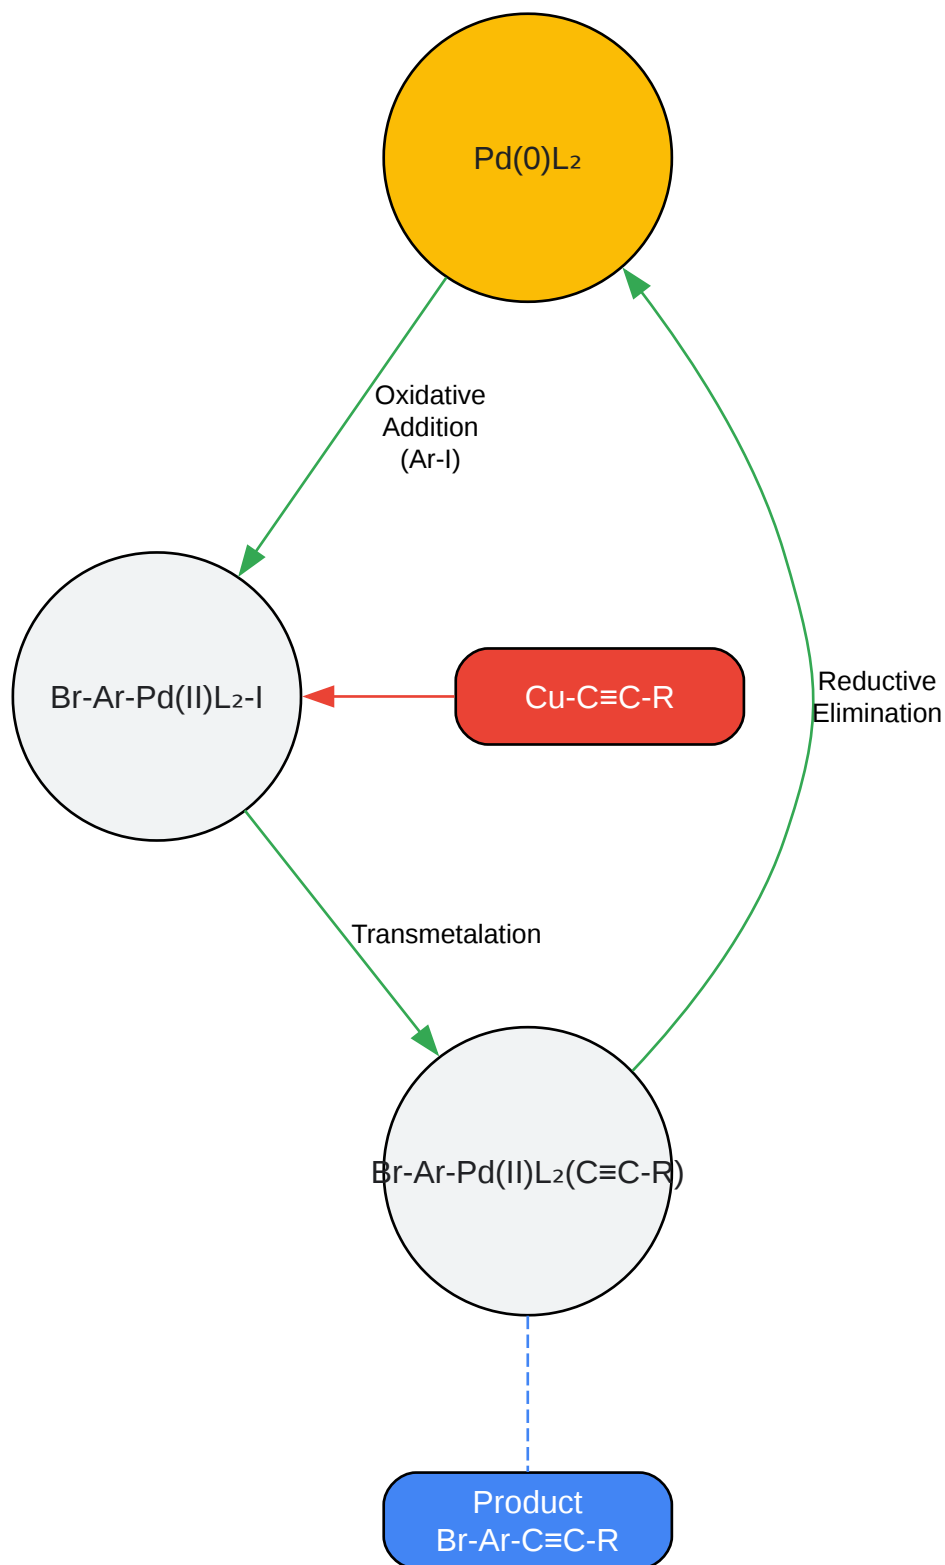 Pd(0)L₂
Oxidative
Addition
(Ar-I)
Br-Ar-Pd(II)L₂-I
Cu-C≡C-R
Reductive
Elimination
Transmetalation
Br-Ar-Pd(II)L₂(C≡C-R)
Product
Br-Ar-C≡C-R